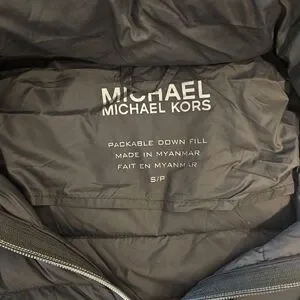 MICHAEL
MICHAEL KORS
PACKABLE DOWN FILL
MADE IN MYANMAR
FAIT EN MYANMAR
S/P